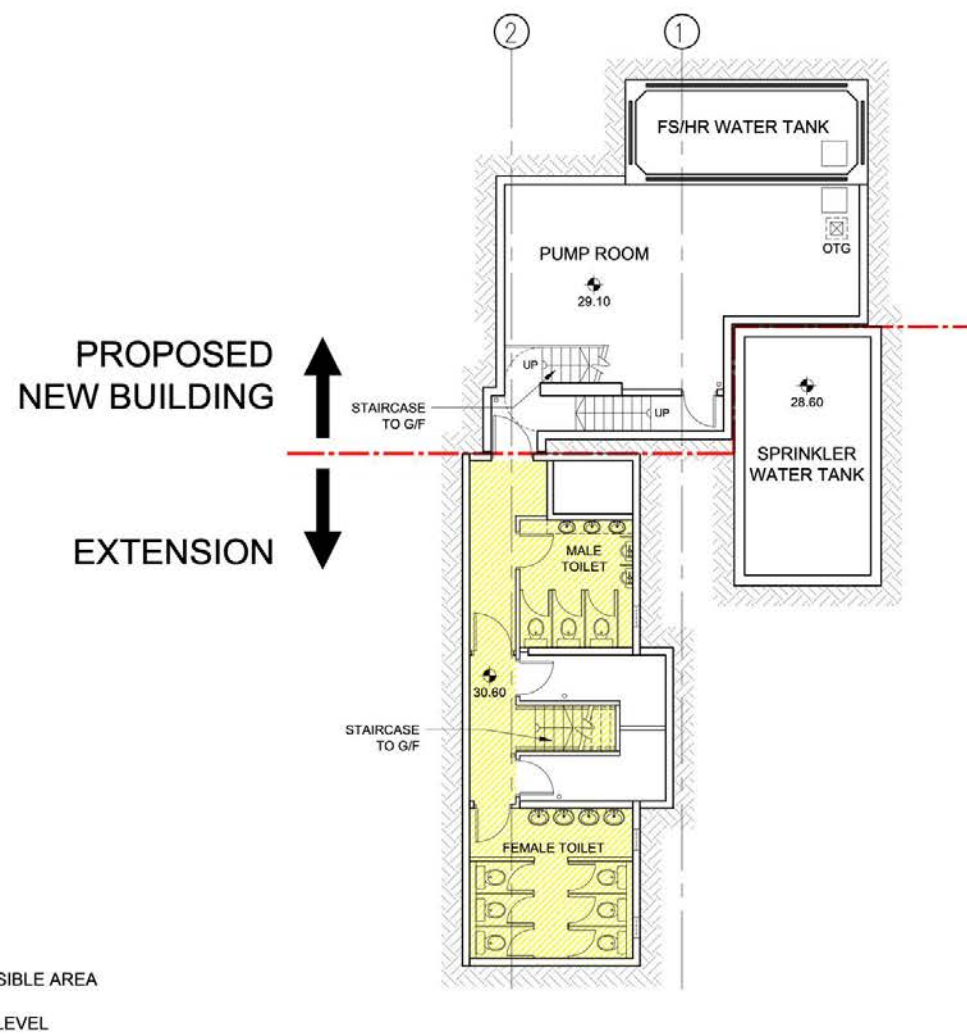 2
1
FS/HR WATER TANK
OTG
PUMP ROOM
29.10
PROPOSED
NEW BUILDING
UP
STAIRCASE
TO G/F
UP
28.60
SPRINKLER
WATER TANK
EXTENSION
MALE
TOILET
30.60
STAIRCASE
TO G/F
FEMALE TOILET
SIBLE AREA
LEVEL